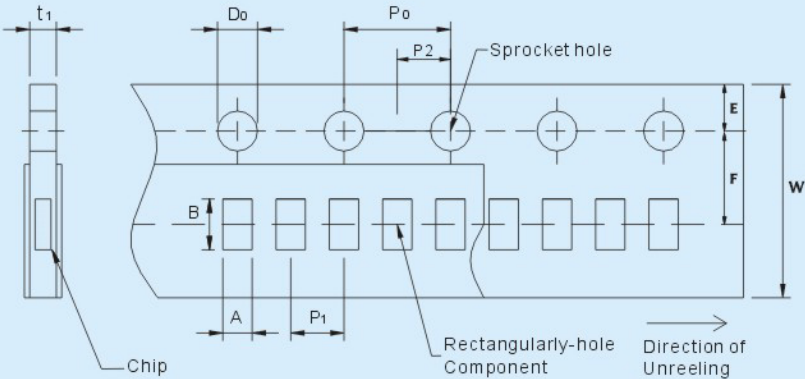 t1
D0
P0
P2
Sprocket hole
E
F
W
B
A
P1
Chip
Rectangularly-hole
Component
Direction of
Unreeling